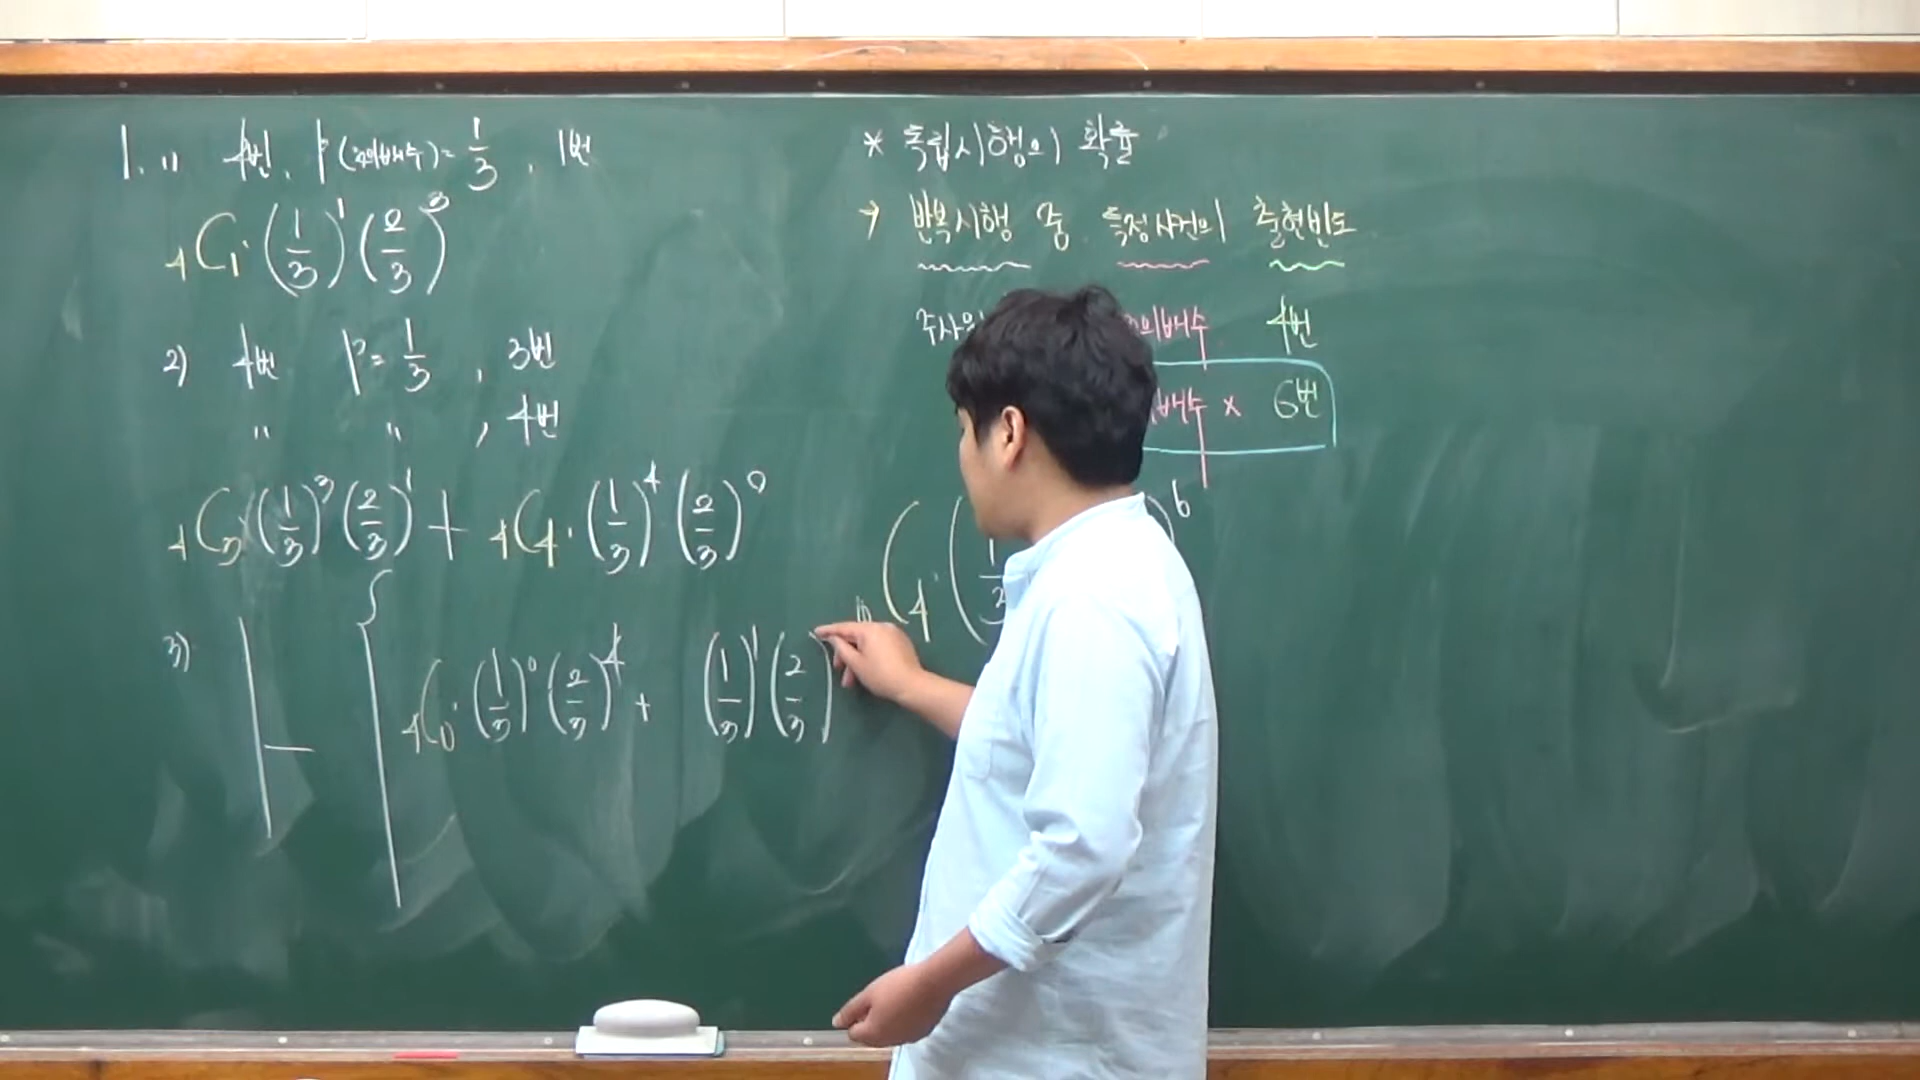 1. 1) 4번, P(3의배수) = 1/3, 1번
₄C₁ · (1/3)¹ (2/3)³
2) 4번 P = 1/3, 3번
〃 〃, 4번
₄C₃ (1/3)³ (2/3)¹ + ₄C₄ · (1/3)⁴ (2/3)⁰
3) 1 - { ₄C₀ · (1/3)⁰ (2/3)⁴ + (1/3)¹ (2/3)
* 독립시행의 확률
→ 반복시행 중 특정사건의 출현빈도
주사위 의배수 4번
배수 × 6번
₁₀C₄ · (1/3 )⁶